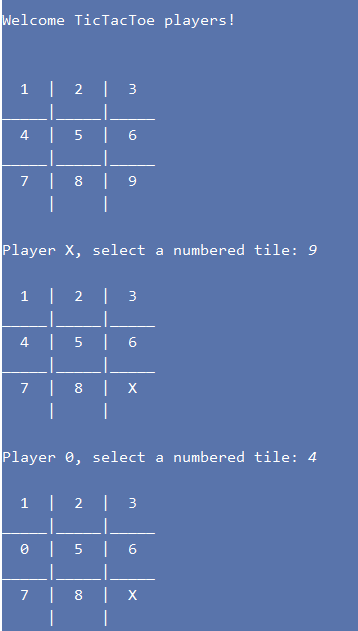 Welcome TicTacToe players!
  1  |  2  |  3
_____|_____|_____
  4  |  5  |  6
_____|_____|_____
  7  |  8  |  9
     |     |
Player X, select a numbered tile: 9
  1  |  2  |  3
_____|_____|_____
  4  |  5  |  6
_____|_____|_____
  7  |  8  |  X
     |     |
Player 0, select a numbered tile: 4
  1  |  2  |  3
_____|_____|_____
  0  |  5  |  6
_____|_____|_____
  7  |  8  |  X
     |     |